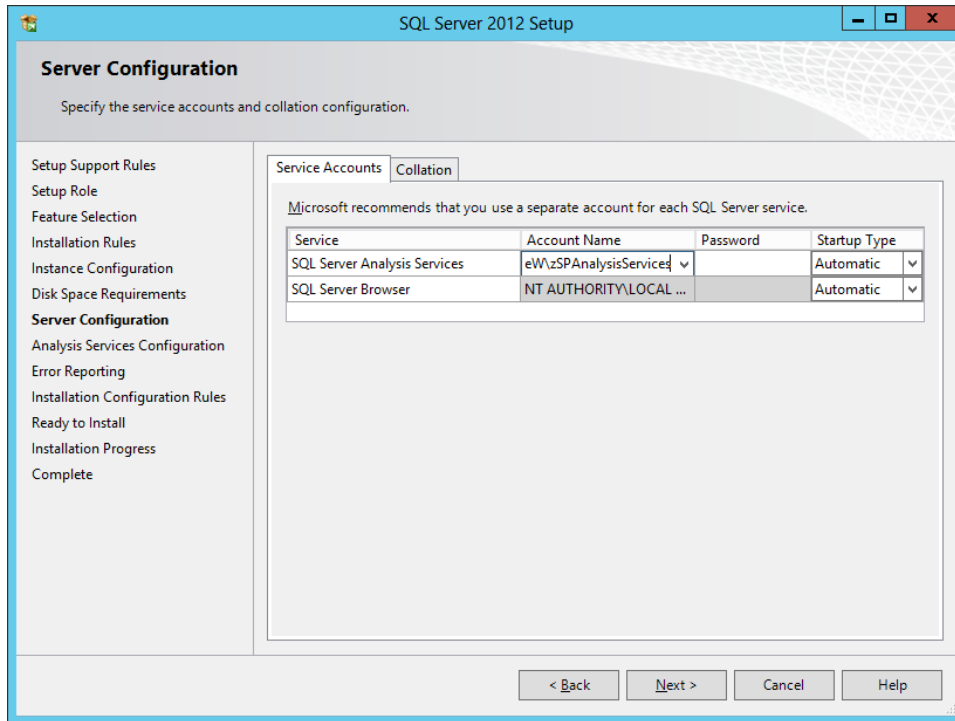 SQL Server 2012 Setup
Server Configuration
Specify the service accounts and collation configuration.
Setup Support Rules
Setup Role
Feature Selection
Installation Rules
Instance Configuration
Disk Space Requirements
Server Configuration
Analysis Services Configuration
Error Reporting
Installation Configuration Rules
Ready to Install
Installation Progress
Complete
Service Accounts Collation
Microsoft recommends that you use a separate account for each SQL Server service.
Service Account Name Password Startup Type
SQL Server Analysis Services eW\zSPAnalysisServices Automatic
SQL Server Browser NT AUTHORITY\LOCAL ... Automatic
< Back Next > Cancel Help